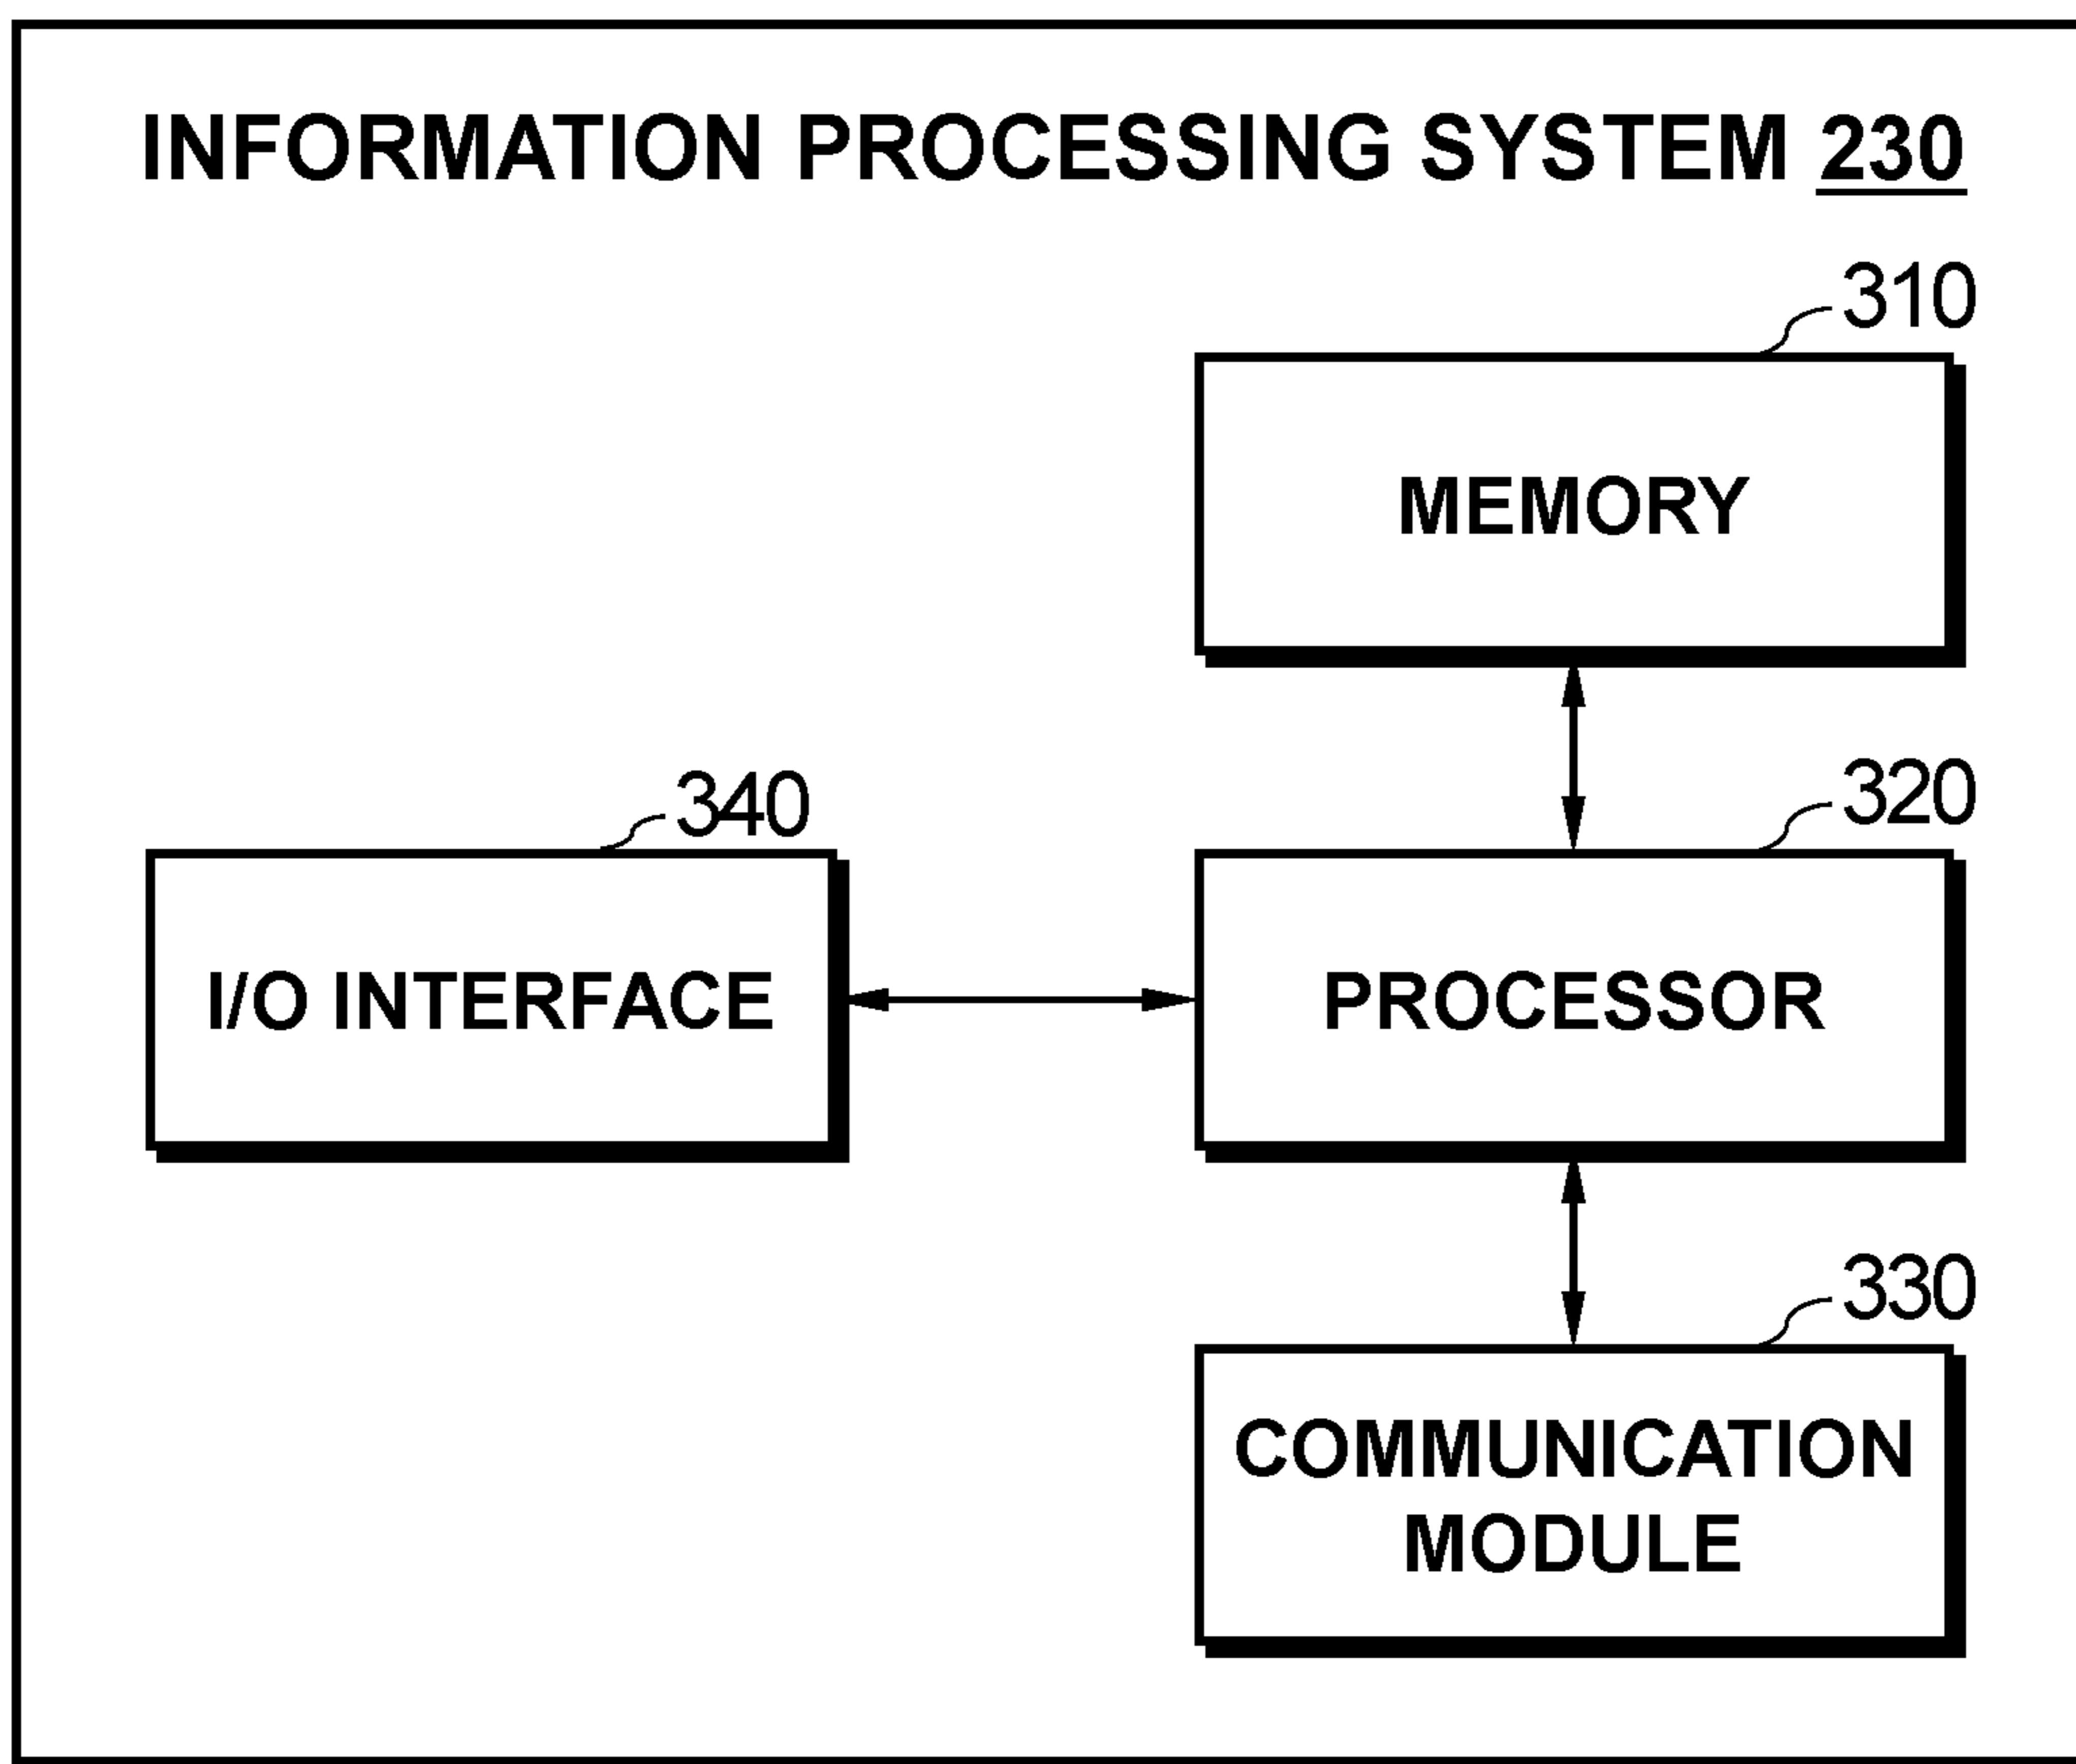 INFORMATION PROCESSING SYSTEM 230
310
MEMORY
340
320
I/O INTERFACE
PROCESSOR
330
COMMUNICATION
MODULE